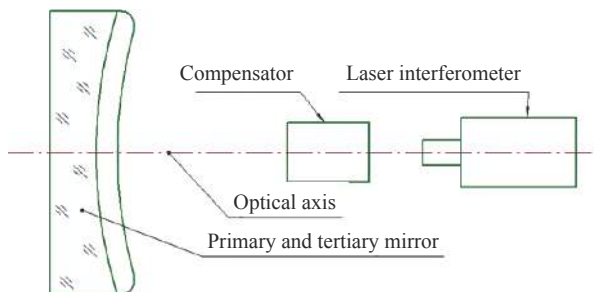 Compensator
Laser interferometer
Optical axis
Primary and tertiary mirror